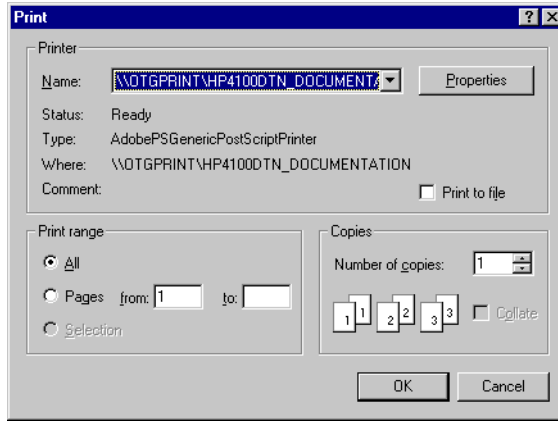 Print
Printer
Name: \\OTGPRINT\HP4100DTN_DOCUMENTA
Properties
Status: Ready
Type: AdobePSGenericPostScriptPrinter
Where: \\OTGPRINT\HP4100DTN_DOCUMENTATION
Comment:
Print to file
Print range
All
Pages from: 1 to:
Selection
Copies
Number of copies: 1
1 1 2 2 3 3
Collate
OK Cancel